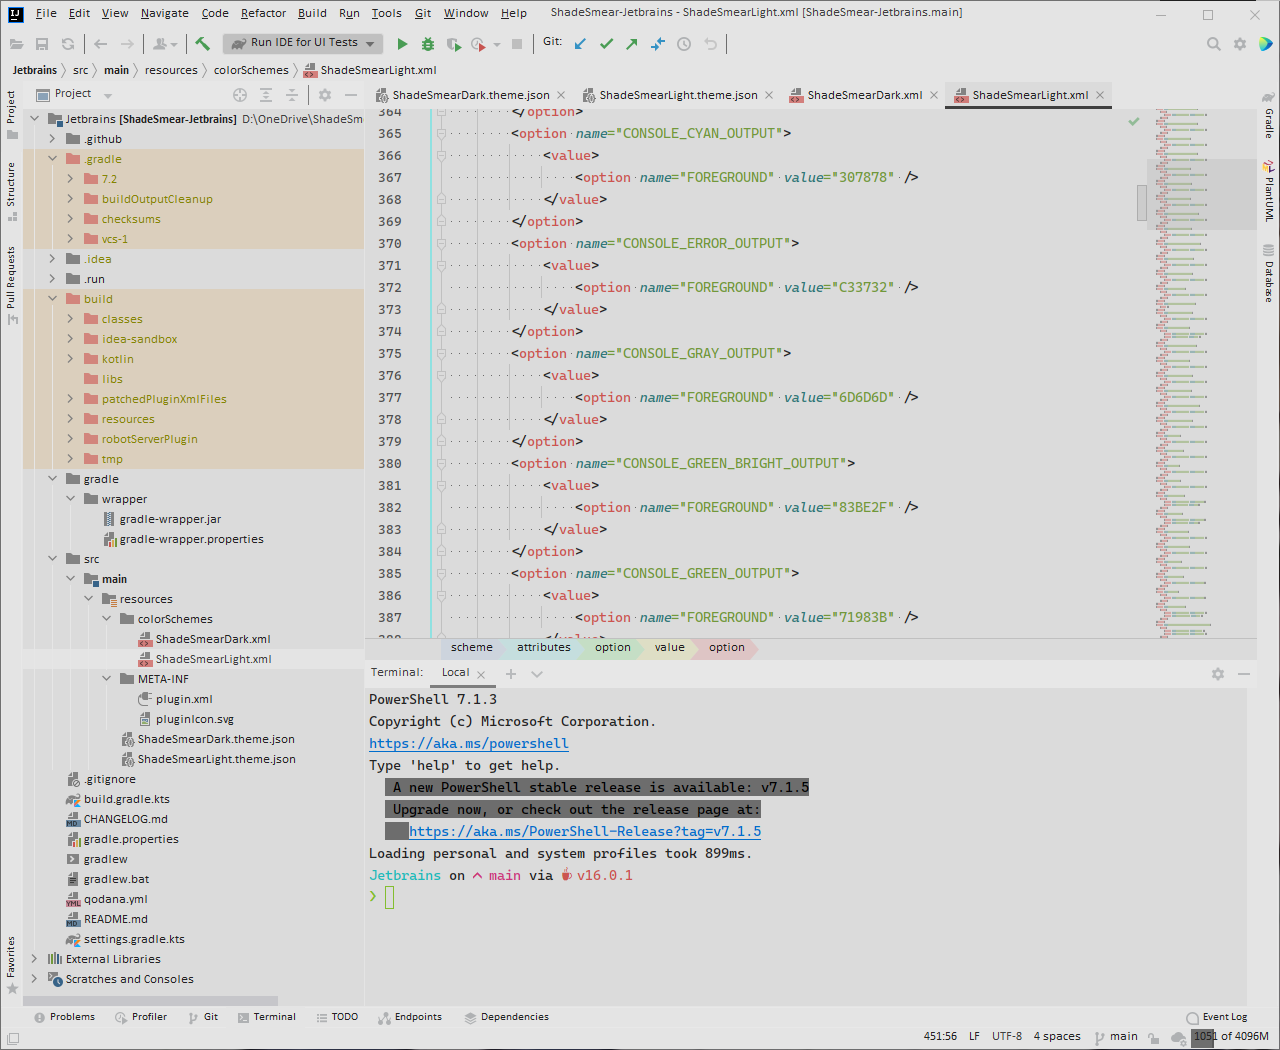 File Edit View Navigate Code Refactor Build Run Tools Git Window Help ShadeSmear-Jetbrains - ShadeSmearLight.xml [ShadeSmear-Jetbrains.main]
Run IDE for UI Tests Git:
Jetbrains src main resources colorSchemes ShadeSmearLight.xml
Project
ShadeSmearDark.theme.json ShadeSmearLight.theme.json ShadeSmearDark.xml ShadeSmearLight.xml
Project
Structure
Pull Requests
Favorites
Jetbrains [ShadeSmear-Jetbrains] D:\OneDrive\ShadeSm
.github
.gradle
7.2
buildOutputCleanup
checksums
vcs-1
.idea
.run
build
classes
idea-sandbox
kotlin
libs
patchedPluginXmlFiles
resources
robotServerPlugin
tmp
gradle
wrapper
gradle-wrapper.jar
gradle-wrapper.properties
src
main
resources
colorSchemes
ShadeSmearDark.xml
ShadeSmearLight.xml
META-INF
plugin.xml
pluginIcon.svg
ShadeSmearDark.theme.json
ShadeSmearLight.theme.json
.gitignore
build.gradle.kts
CHANGELOG.md
gradle.properties
gradlew
gradlew.bat
qodana.yml
README.md
settings.gradle.kts
External Libraries
Scratches and Consoles
364 </option>
365 <option name="CONSOLE_CYAN_OUTPUT">
366 <value>
367 <option name="FOREGROUND" value="307878" />
368 </value>
369 </option>
370 <option name="CONSOLE_ERROR_OUTPUT">
371 <value>
372 <option name="FOREGROUND" value="C33732" />
373 </value>
374 </option>
375 <option name="CONSOLE_GRAY_OUTPUT">
376 <value>
377 <option name="FOREGROUND" value="6D6D6D" />
378 </value>
379 </option>
380 <option name="CONSOLE_GREEN_BRIGHT_OUTPUT">
381 <value>
382 <option name="FOREGROUND" value="83BE2F" />
383 </value>
384 </option>
385 <option name="CONSOLE_GREEN_OUTPUT">
386 <value>
387 <option name="FOREGROUND" value="71983B" />
388 </value>
scheme attributes option value option
Gradle
PlantUML
Database
Terminal: Local
PowerShell 7.1.3
Copyright (c) Microsoft Corporation.
https://aka.ms/powershell
Type 'help' to get help.
A new PowerShell stable release is available: v7.1.5
Upgrade now, or check out the release page at:
https://aka.ms/PowerShell-Release?tag=v7.1.5
Loading personal and system profiles took 899ms.
Jetbrains on main via v16.0.1
❯
Problems Profiler Git Terminal TODO Endpoints Dependencies Event Log
451:56 LF UTF-8 4 spaces main 1051 of 4096M